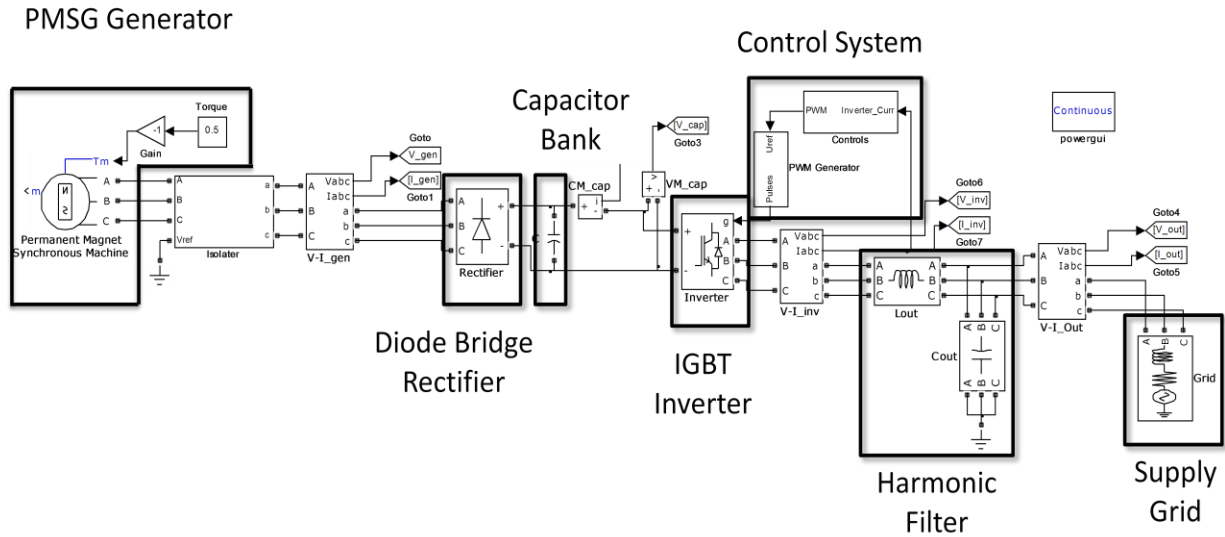 PMSG Generator
Control System
Capacitor
Bank
Torque
0.5
-1
Gain
Tm
<m
N
S
A
B
C
Permanent Magnet
Synchronous Machine
A
B
C
Vref
a
b
c
Isolater
Goto
V_gen
[I_gen]
Goto1
Vabc
Iabc
A
a
B
b
C
c
V-I_gen
A
B
C
+
-
Rectifier
Diode Bridge
Rectifier
CM_cap
+ i
-
[V_cap]
Goto3
v
+ -
VM_cap
PWM
Inverter_Curr
Controls
Uref
Pulses
PWM Generator
g
+
-
A
B
C
Inverter
IGBT
Inverter
Vabc
Iabc
A
a
B
b
C
c
V-I_inv
Goto6
[V_inv]
[I_inv]
Goto7
Continuous
powergui
A
B
C
A
B
C
Lout
A B C
Cout
A B C
Harmonic
Filter
Vabc
Iabc
A
a
B
b
C
c
V-I_Out
Goto4
[V_out]
[I_out]
Goto5
A B C
Grid
Supply
Grid